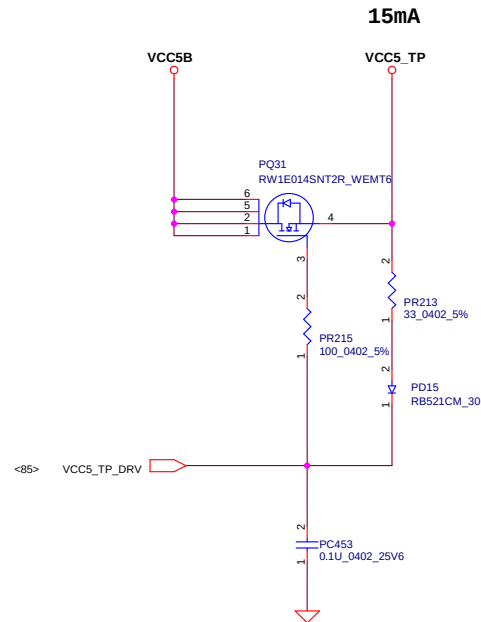 15mA
VCC5B
VCC5_TP
PQ31
RW1E014SNT2R_WEMT6
6
5
2
1
4
3
2
PR213
33_0402_5%
1
2
PR215
100_0402_5%
1
2
PD15
RB521CM_30
1
<85>
VCC5_TP_DRV
2
PC453
0.1U_0402_25V6
1